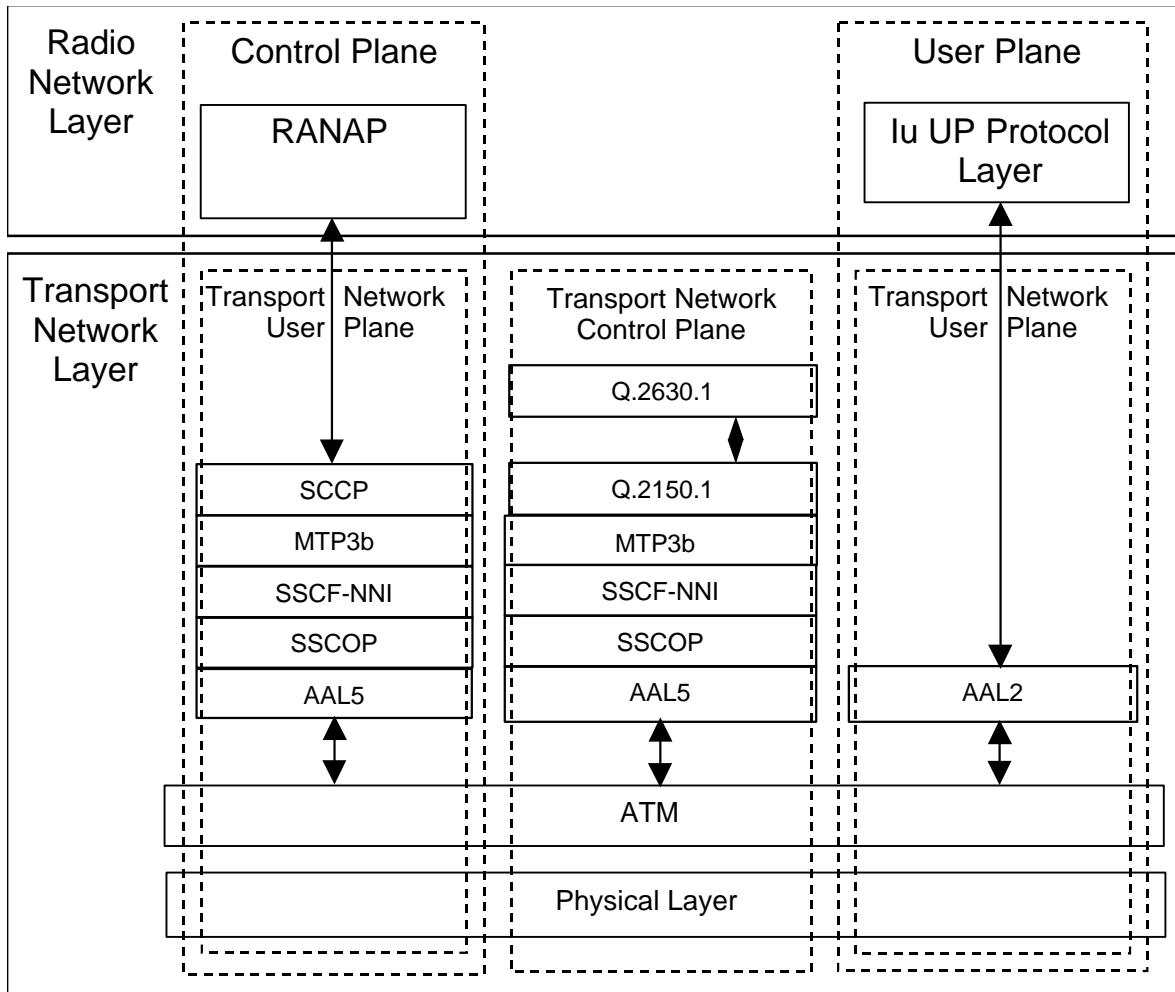 Radio
Network
Layer
Control Plane
RANAP
User Plane
Iu UP Protocol
Layer
Transport
Network
Layer
Transport Network
User Plane
SCCP
MTP3b
SSCF-NNI
SSCOP
AAL5
Transport Network
Control Plane
Q.2630.1
Q.2150.1
MTP3b
SSCF-NNI
SSCOP
AAL5
Transport Network
User Plane
AAL2
ATM
Physical Layer